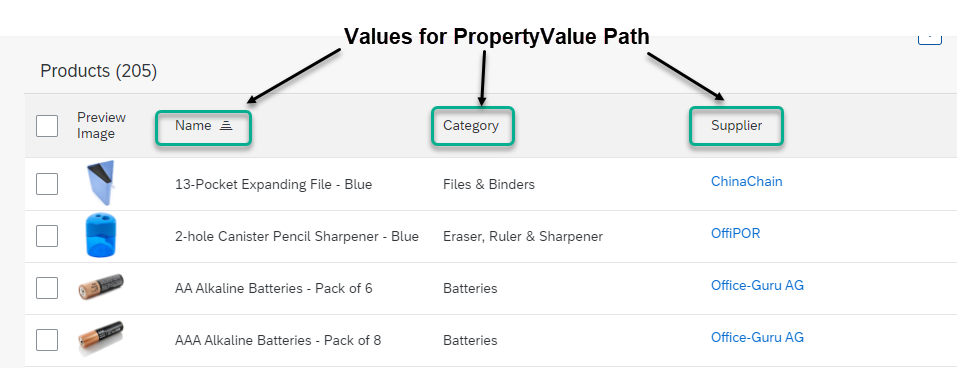 Values for PropertyValue Path
Products (205)
Preview
Image
Name
Category
Supplier
13-Pocket Expanding File - Blue
Files & Binders
ChinaChain
2-hole Canister Pencil Sharpener - Blue
Eraser, Ruler & Sharpener
OffiPOR
AA Alkaline Batteries - Pack of 6
Batteries
Office-Guru AG
AAA Alkaline Batteries - Pack of 8
Batteries
Office-Guru AG